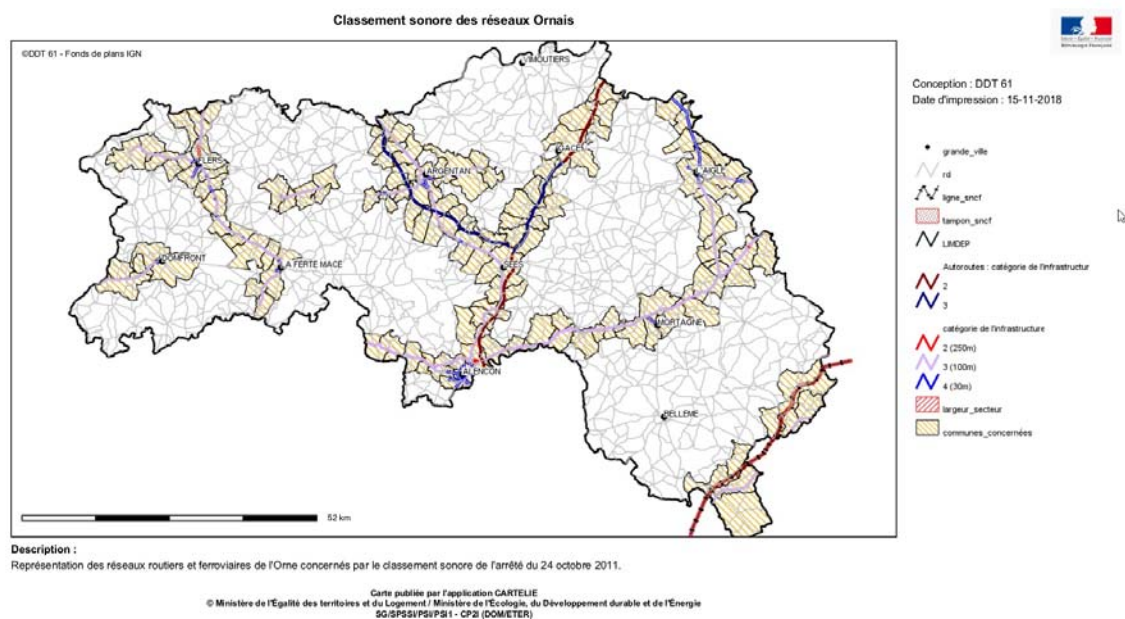 Classement sonore des réseaux Ornais
©DDT 61 - Fonds de plans IGN
VIMOUTIERS
GACE
FLERS
ARGENTAN
AIGLE
DOMFRONT
LA FERTE MACE
SEES
MORTAGNE
ALENCON
BELLEME
52 km
Conception : DDT 61
Date d'impression : 15-11-2018
grande_ville
rd
ligne_sncf
tampon_sncf
LIMDEP
Autoroutes : catégorie de l'infrastructur
2
3
catégorie de l'infrastructure
2 (250m)
3 (100m)
4 (30m)
largeur_secteur
communes_concernées
Description :
Représentation des réseaux routiers et ferroviaires de l'Orne concernés par le classement sonore de l'arrêté du 24 octobre 2011.
Carte publiée par l'application CARTELIE
© Ministère de l'Égalité des territoires et du Logement / Ministère de l'Écologie, du Développement durable et de l'Énergie
SG/SPSSI/PSI/PSI1 - CP2I (DOM/ETER)